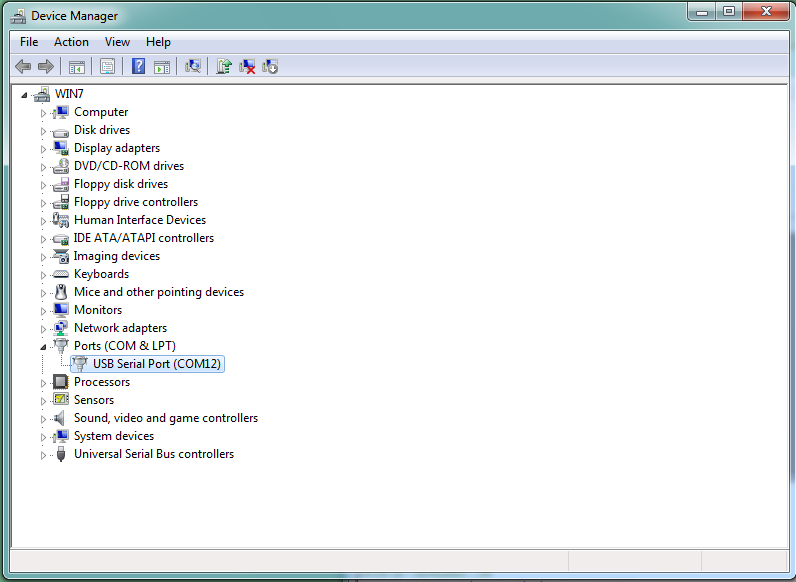 Device Manager
File Action View Help
WIN7
Computer
Disk drives
Display adapters
DVD/CD-ROM drives
Floppy disk drives
Floppy drive controllers
Human Interface Devices
IDE ATA/ATAPI controllers
Imaging devices
Keyboards
Mice and other pointing devices
Monitors
Network adapters
Ports (COM & LPT)
USB Serial Port (COM12)
Processors
Sensors
Sound, video and game controllers
System devices
Universal Serial Bus controllers